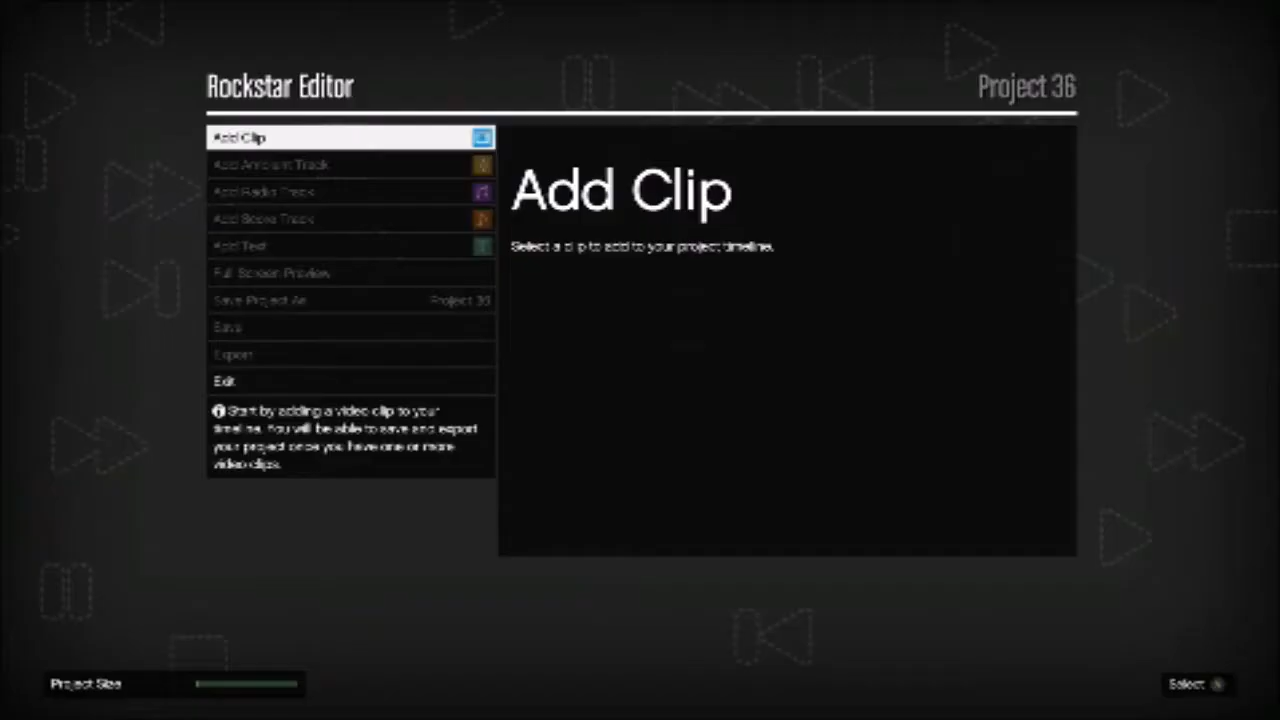 Rockstar Editor
Project 36
Add Clip
Add Ambient Track
Add Radio Track
Add Score Track
Add Text
Full Screen Preview
Save Project As
Project 36
Save
Export
Exit
Start by adding a video clip to your
timeline. You will be able to save and export
your project once you have one or more
video clips.
Add Clip
Select a clip to add to your project timeline.
Project Size
Select